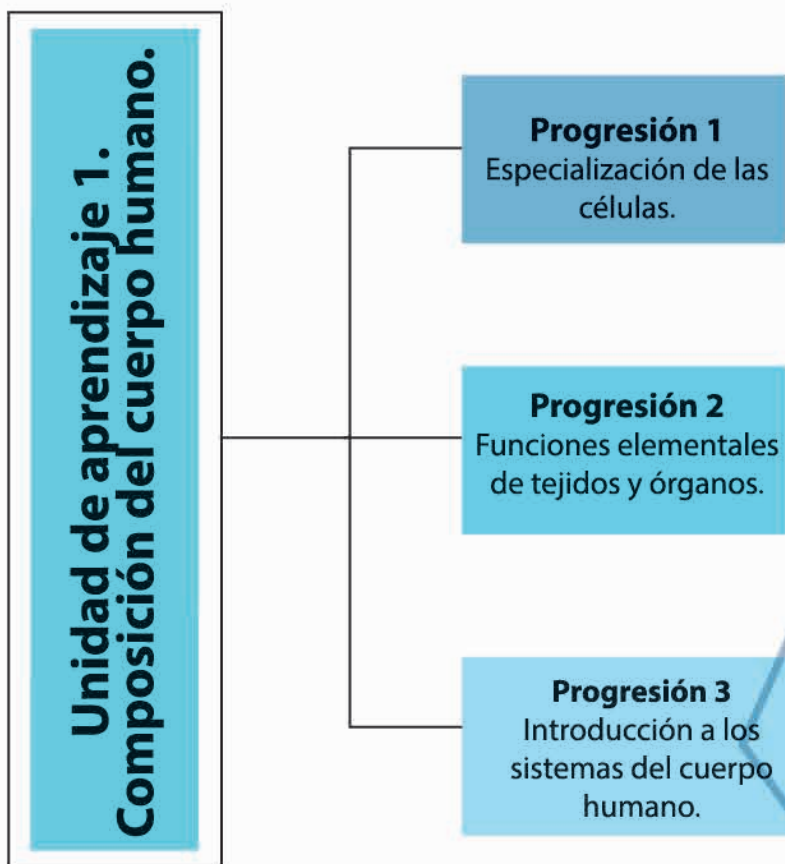 Unidad de aprendizaje 1.
Composición del cuerpo humano.
Progresión 1
Especialización de las
células.
Progresión 2
Funciones elementales
de tejidos y órganos.
Progresión 3
Introducción a los
sistemas del cuerpo
humano.